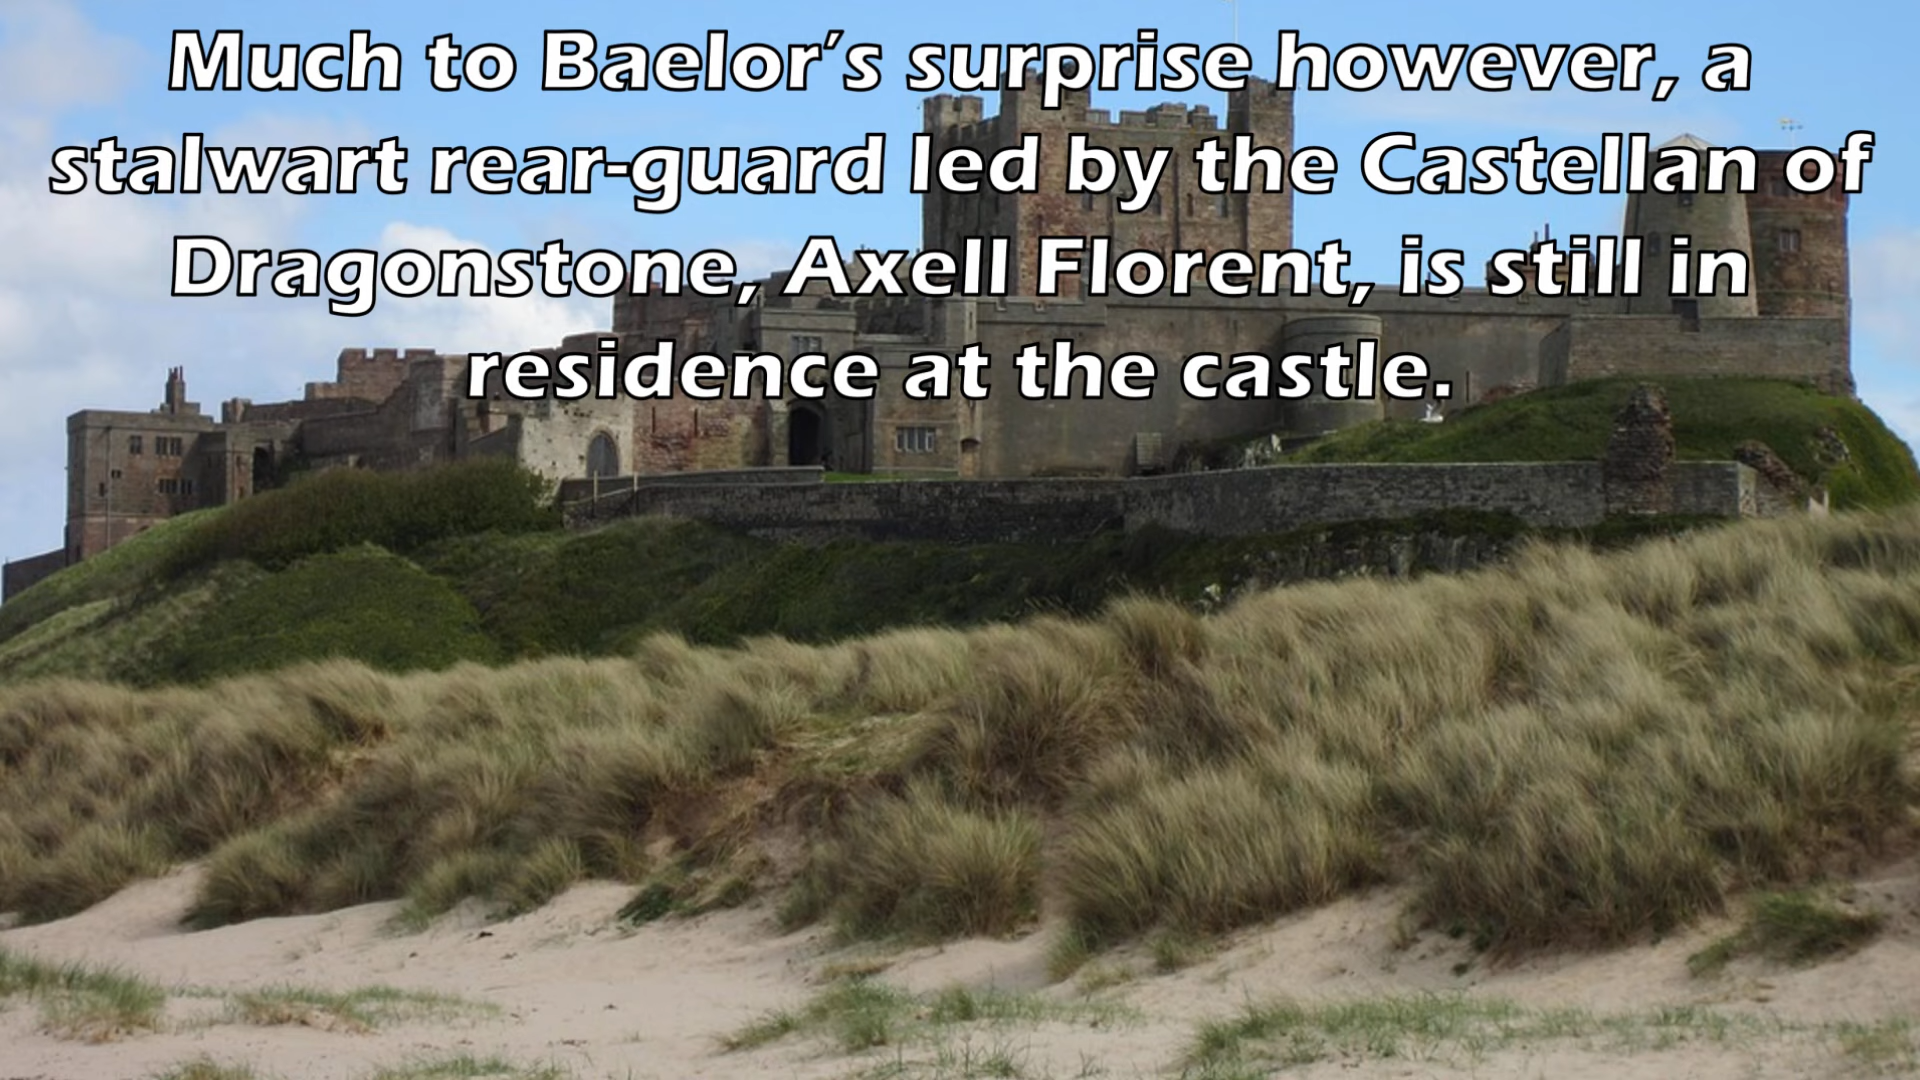 Much to Baelor’s surprise however, a
stalwart rear-guard led by the Castellan of
Dragonstone, Axell Florent, is still in
residence at the castle.